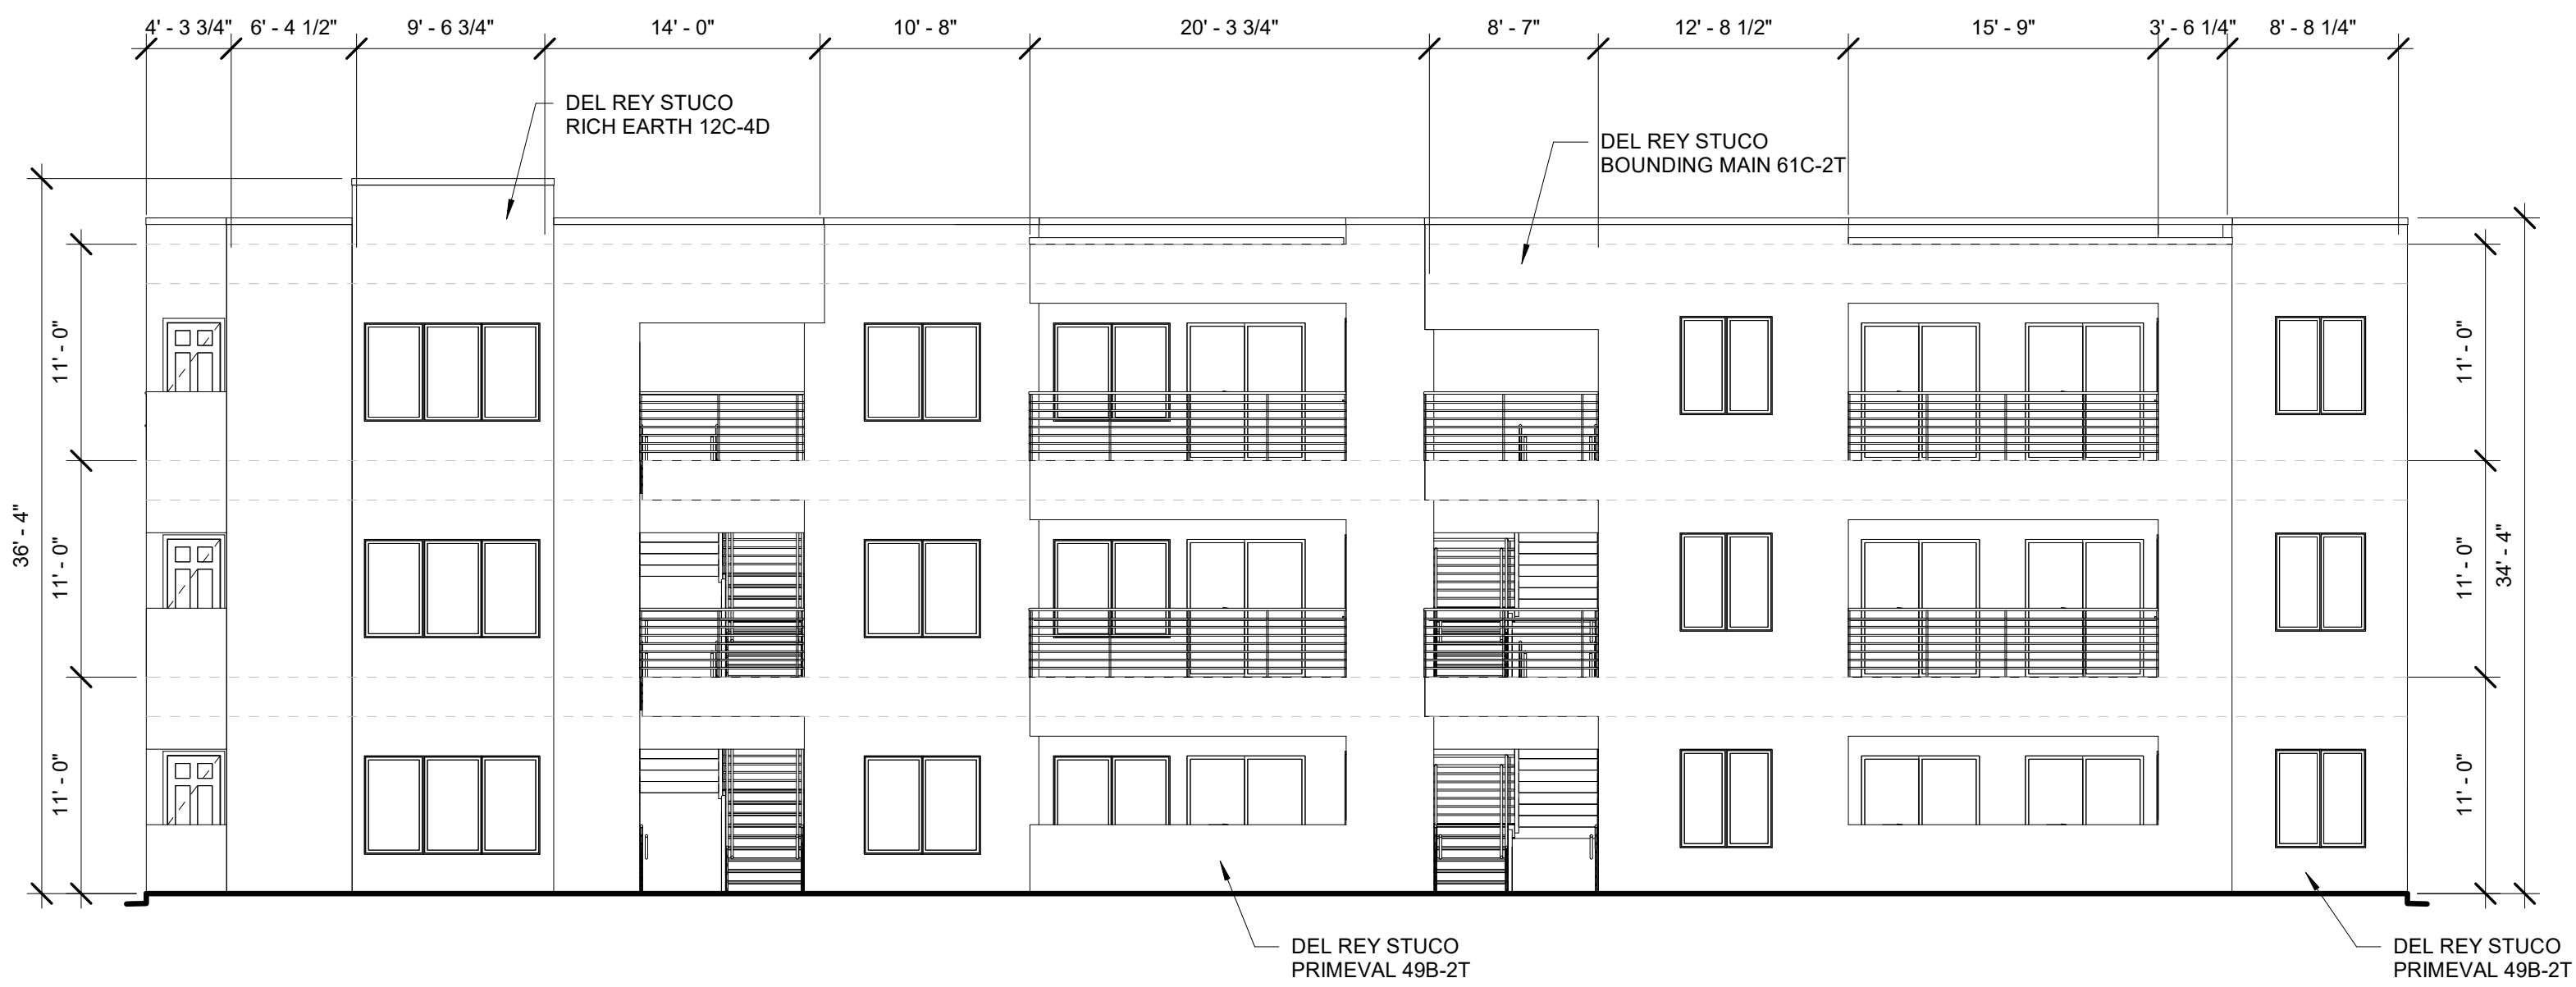 4' - 3 3/4" 6' - 4 1/2" 9' - 6 3/4" 14' - 0" 10' - 8" 20' - 3 3/4" 8' - 7" 12' - 8 1/2" 15' - 9" 3' - 6 1/4" 8' - 8 1/4"
DEL REY STUCO
RICH EARTH 12C-4D
DEL REY STUCO
BOUNDING MAIN 61C-2T
36' - 4"
11' - 0"
11' - 0"
11' - 0"
11' - 0"
11' - 0"
11' - 0"
34' - 4"
DEL REY STUCO
PRIMEVAL 49B-2T
DEL REY STUCO
PRIMEVAL 49B-2T